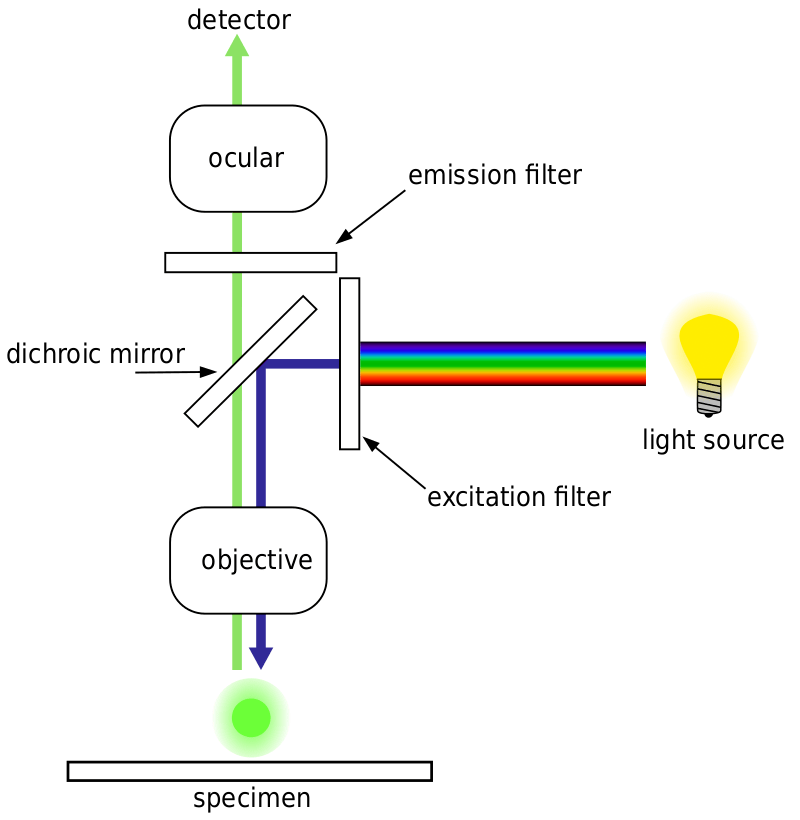 detector
ocular
emission filter
dichroic mirror
light source
excitation filter
objective
specimen